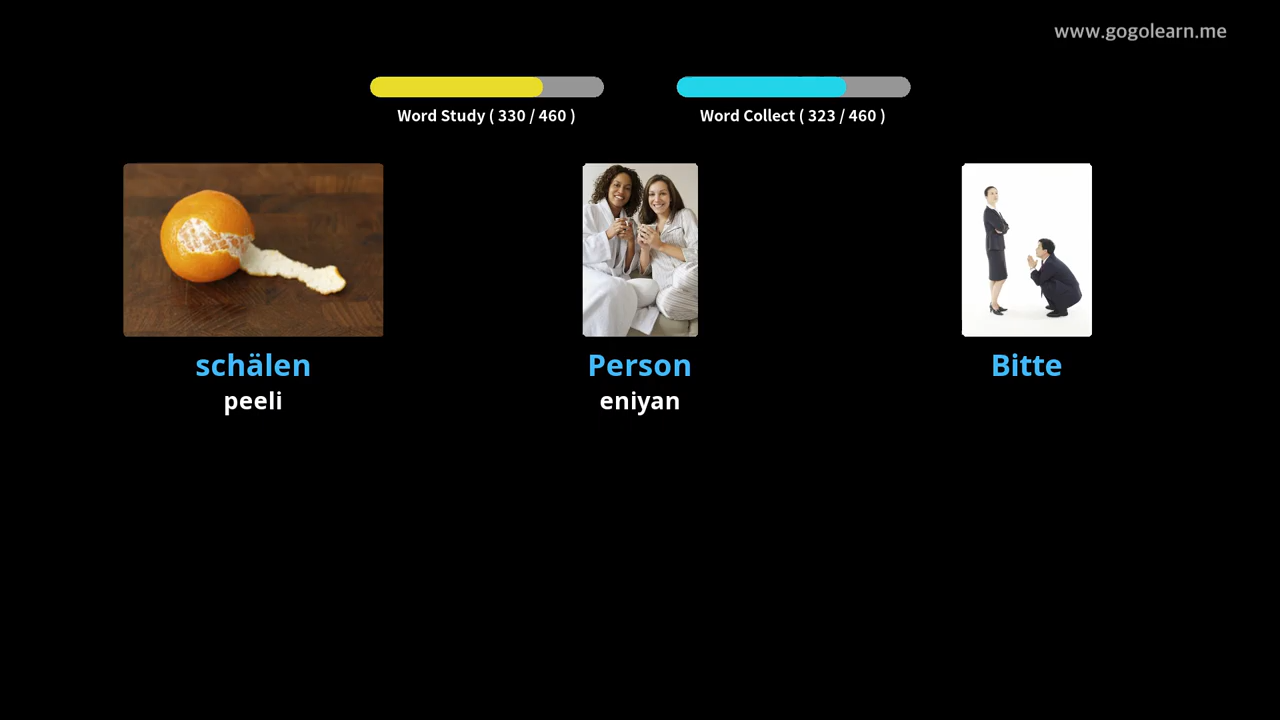 www.gogolearn.me
Word Study ( 330 / 460 )
Word Collect ( 323 / 460 )
schälen
Person
Bitte
peeli
eniyan